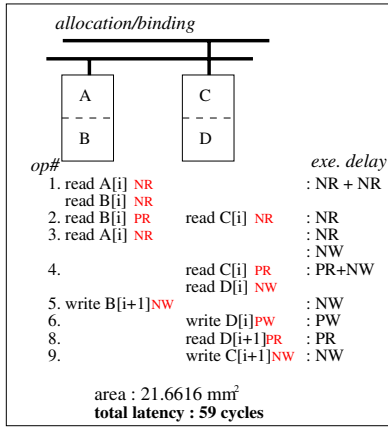 allocation/binding
A C
B D
op# exe. delay
1. read A[i] NR : NR + NR
read B[i] NR
2. read B[i] PR read C[i] NR : NR
3. read A[i] NR : NR
: NW
4. read C[i] PR : PR+NW
read D[i] NW
5. write B[i+1]NW : NW
6. write D[i]PW : PW
8. read D[i+1]PR : PR
9. write C[i+1]NW : NW
area : 21.6616 mm²
total latency : 59 cycles